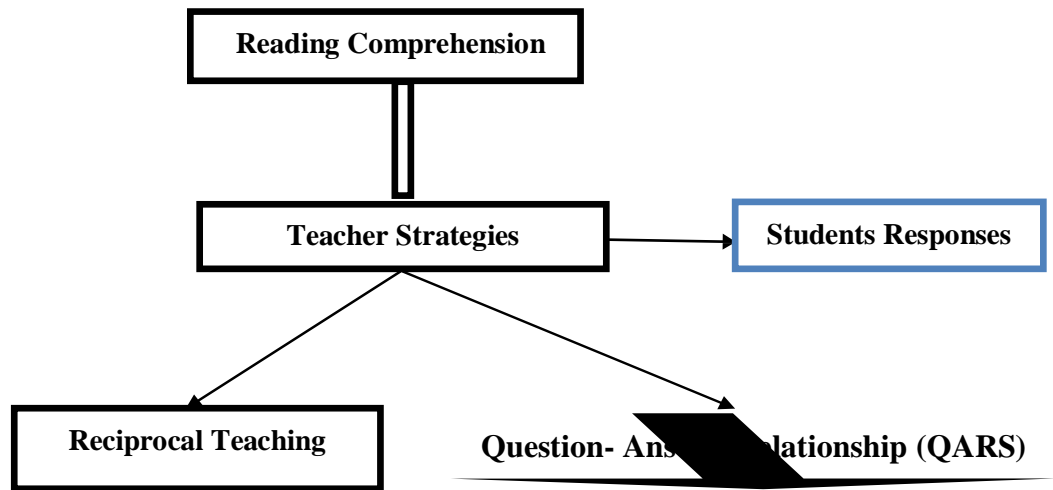 Reading Comprehension
Teacher Strategies
Students Responses
Reciprocal Teaching
Question- (QARS)